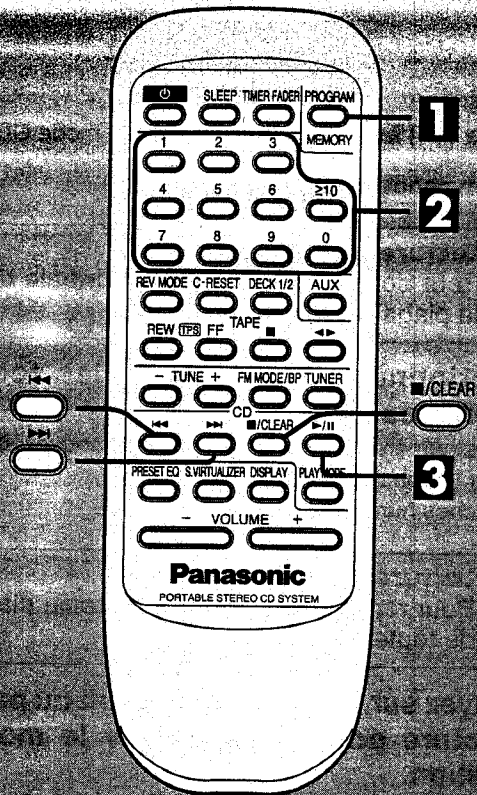 ⏻ SLEEP TIMER FADER PROGRAM
1
MEMORY
1 2 3
4 5 6 ≥10
2
7 8 9 0
REV MODE C-RESET DECK 1/2 AUX
TAPE
REW TPS FF ■ ◀▶
− TUNE + FM MODE/BP TUNER
CD
⏮ ⏭ ■/CLEAR ▶/⏸
⏮
■/CLEAR
⏭
PRESET EQ S.VIRTUALIZER DISPLAY PLAY MODE
3
− VOLUME +
Panasonic
PORTABLE STEREO CD SYSTEM